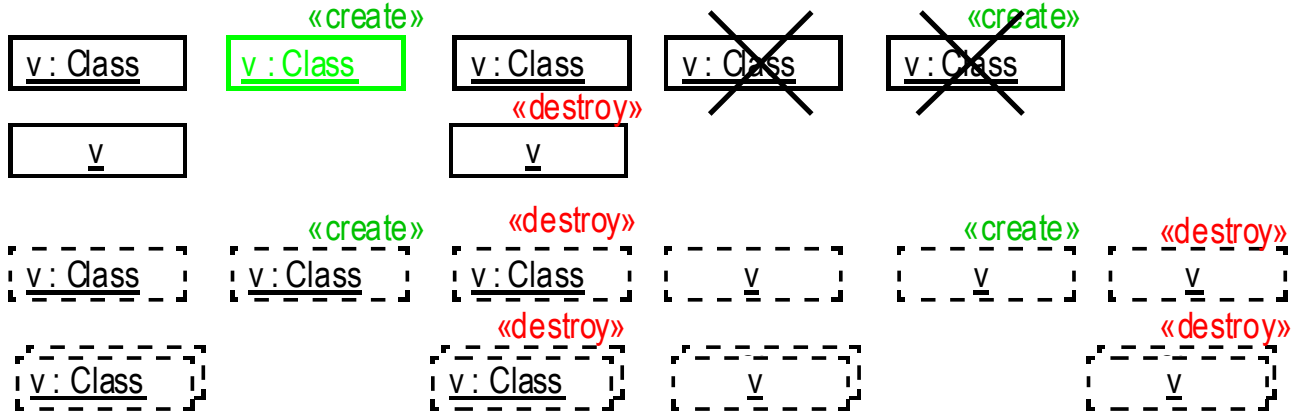 «create» «create»
v : Class v : Class v : Class v : Class v : Class
«destroy»
v v
«create» «destroy» «create» «destroy»
v : Class v : Class v : Class v v v
«destroy» «destroy»
v : Class v : Class v v